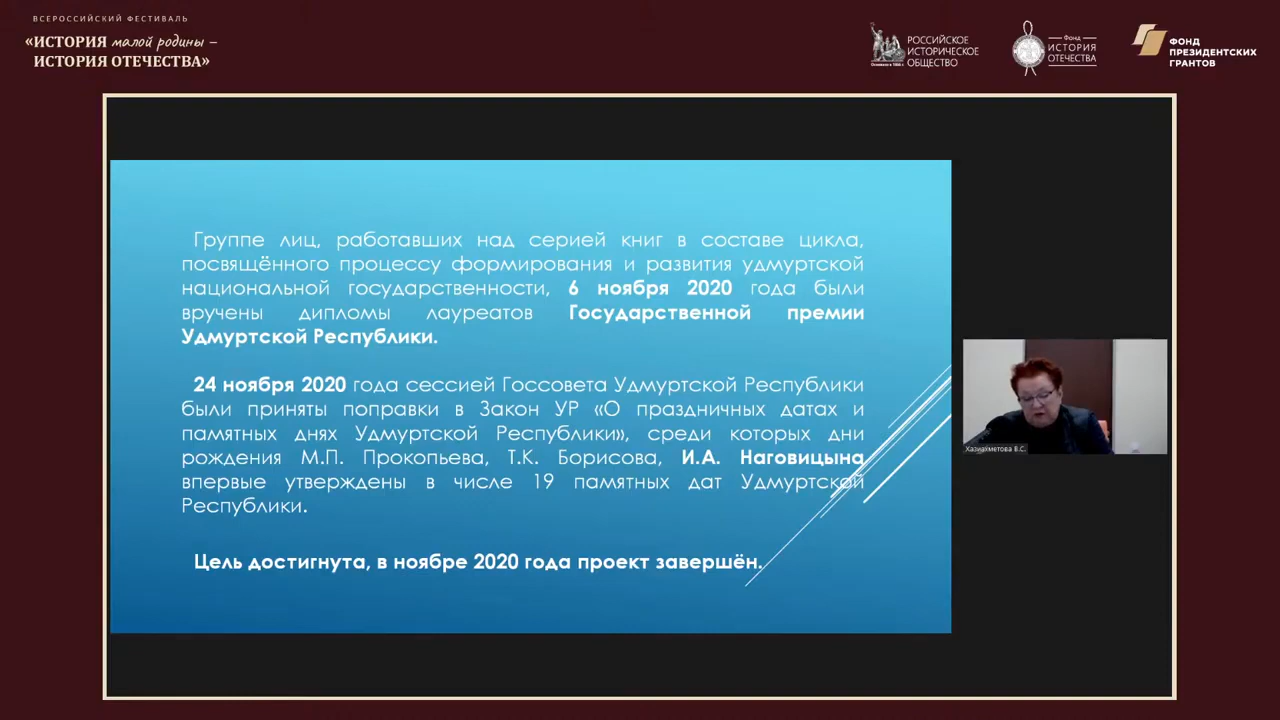 ВСЕРОССИЙСКИЙ ФЕСТИВАЛЬ
«ИСТОРИЯ малой родины –
ИСТОРИЯ ОТЕЧЕСТВА»
РОССИЙСКОЕ
ИСТОРИЧЕСКОЕ
ОБЩЕСТВО
Основано в 1866 г.
Фонд
ИСТОРИЯ
ОТЕЧЕСТВА
ФОНД
ПРЕЗИДЕНТСКИХ
ГРАНТОВ
Группе лиц, работавших над серией книг в составе цикла,
посвящённого процессу формирования и развития удмуртской
национальной государственности, 6 ноября 2020 года были
вручены дипломы лауреатов Государственной премии
Удмуртской Республики.
24 ноября 2020 года сессией Госсовета Удмуртской Республики
были приняты поправки в Закон УР «О праздничных датах и
памятных днях Удмуртской Республики», среди которых дни
рождения М.П. Прокопьева, Т.К. Борисова, И.А. Наговицына
впервые утверждены в числе 19 памятных дат Удмуртской
Республики.
Цель достигнута, в ноябре 2020 года проект завершён.
Хазиахметова В.С.